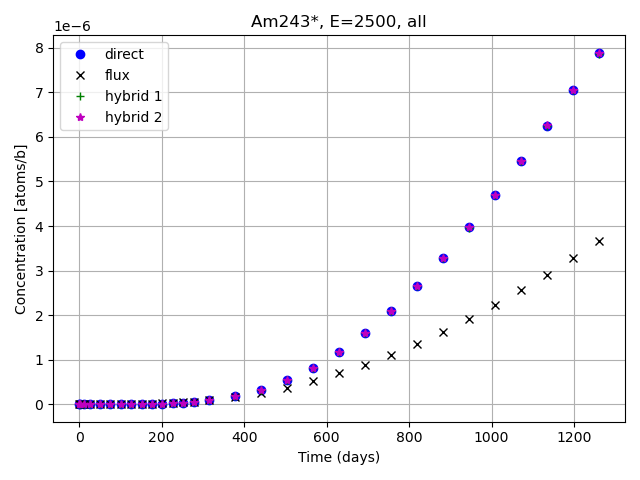 Am243*, E=2500, all
1e−6
direct
flux
hybrid 1
hybrid 2
8
7
6
5
4
3
2
1
0
Concentration [atoms/b]
0 200 400 600 800 1000 1200
Time (days)